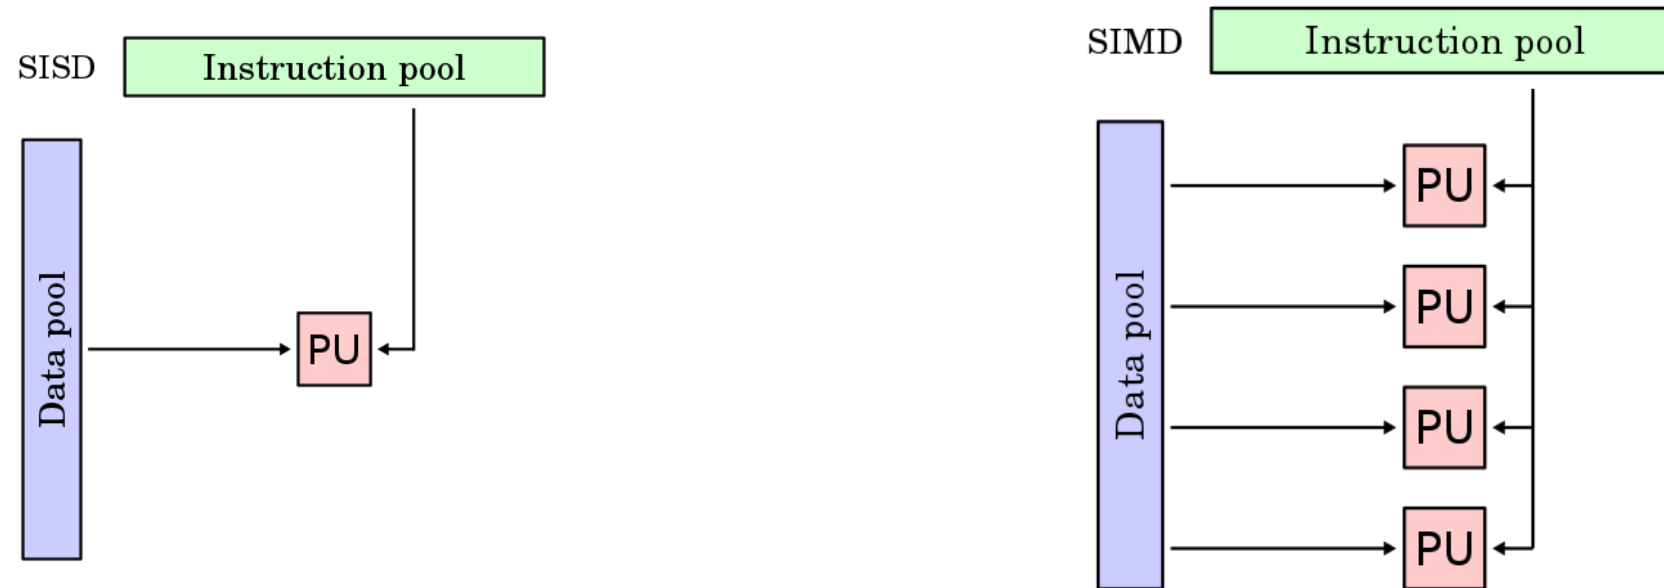 SISD
Instruction pool
Data pool
PU
SIMD
Instruction pool
Data pool
PU
PU
PU
PU